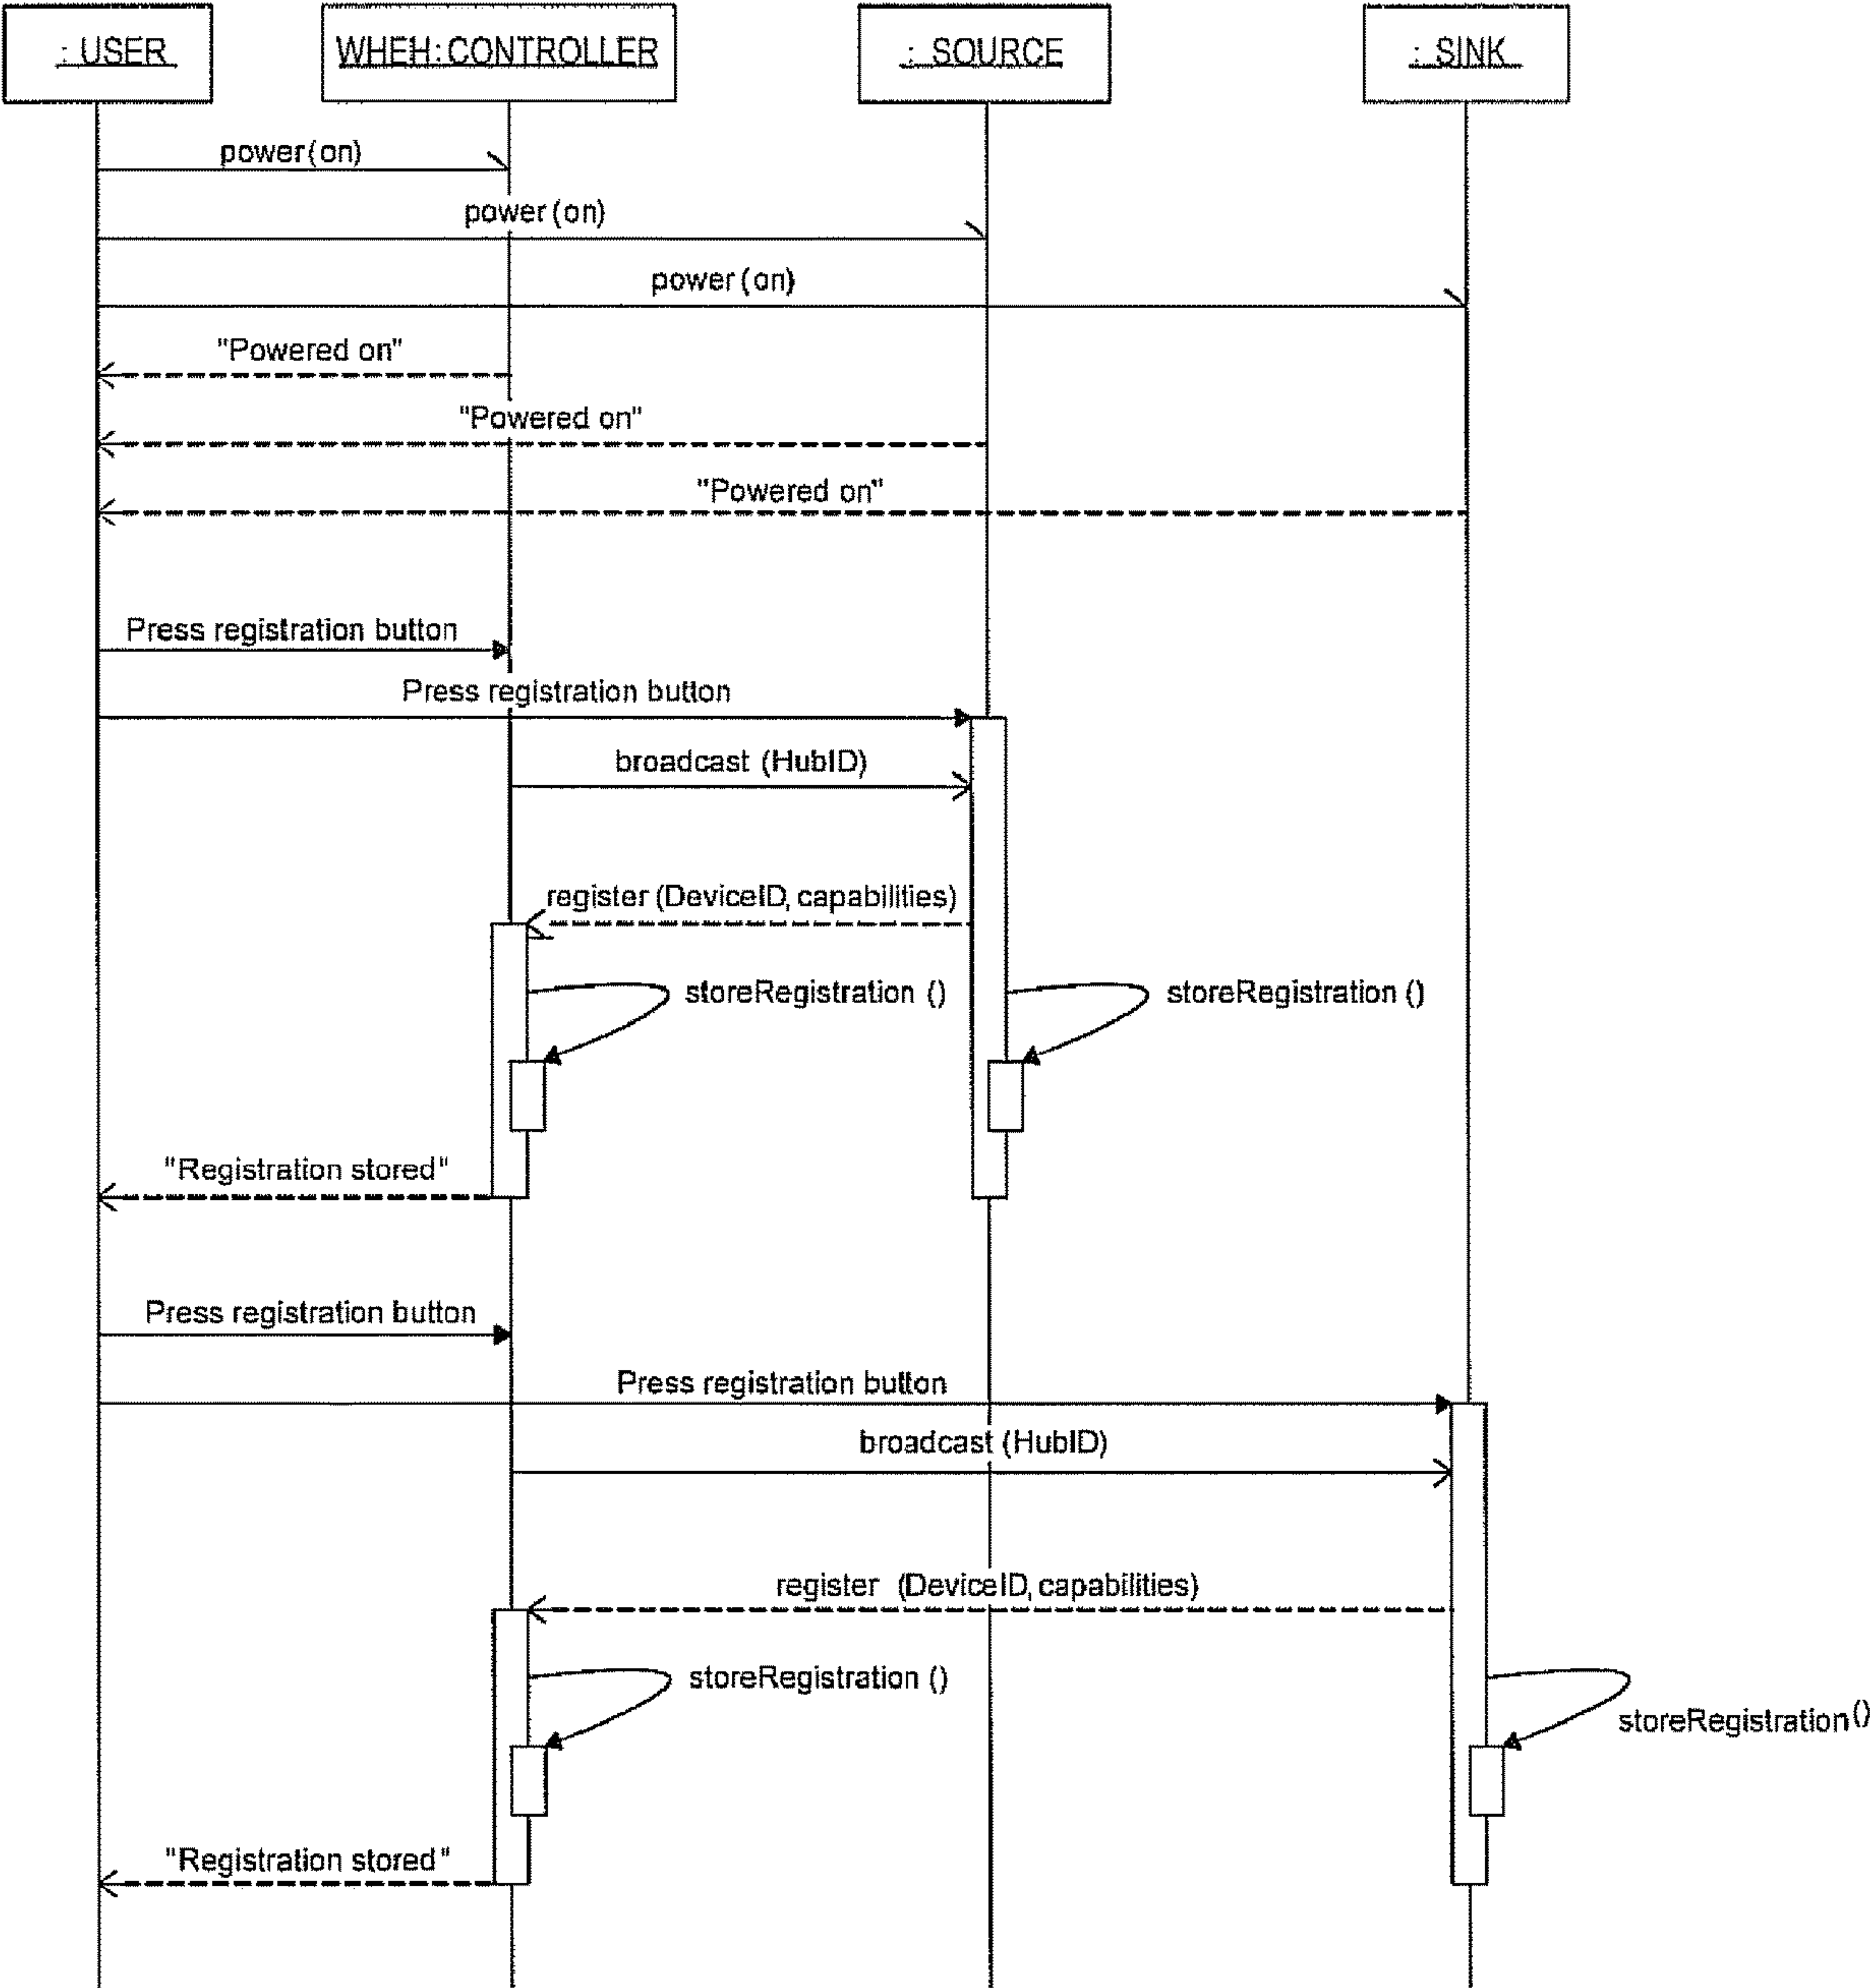 : USER
WHEH:CONTROLLER
: SOURCE
: SINK
power(on)
power(on)
power(on)
"Powered on"
"Powered on"
"Powered on"
Press registration button
Press registration button
broadcast (HubID)
register (DeviceID, capabilities)
storeRegistration ()
storeRegistration ()
"Registration stored"
Press registration button
Press registration button
broadcast (HubID)
register (DeviceID, capabilities)
storeRegistration ()
storeRegistration ()
"Registration stored"